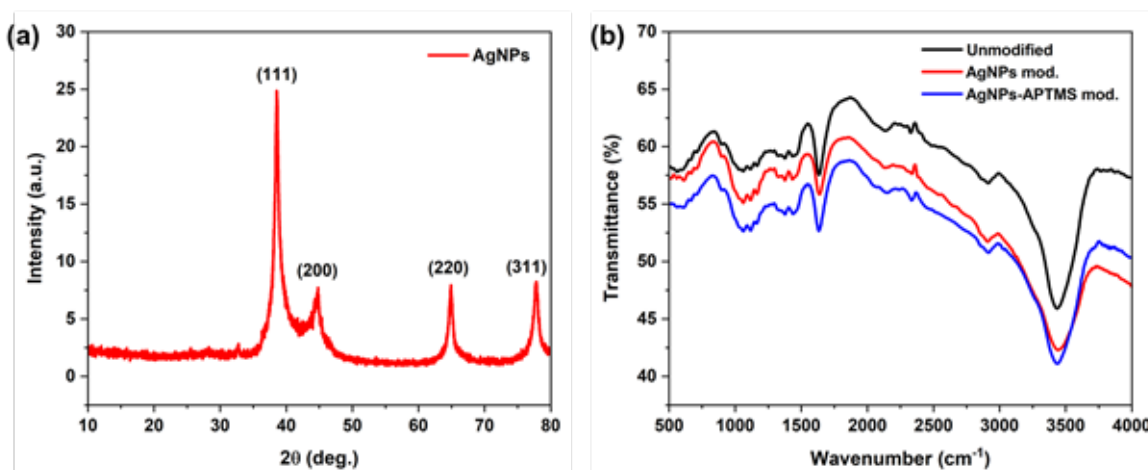 (a)
AgNPs
(111)
(200)
(220)
(311)
30
25
20
15
10
5
0
Intensity (a.u.)
10 20 30 40 50 60 70 80
2θ (deg.)
(b)
Unmodified
AgNPs mod.
AgNPs-APTMS mod.
70
65
60
55
50
45
40
Transmittance (%)
500 1000 1500 2000 2500 3000 3500 4000
Wavenumber (cm⁻¹)